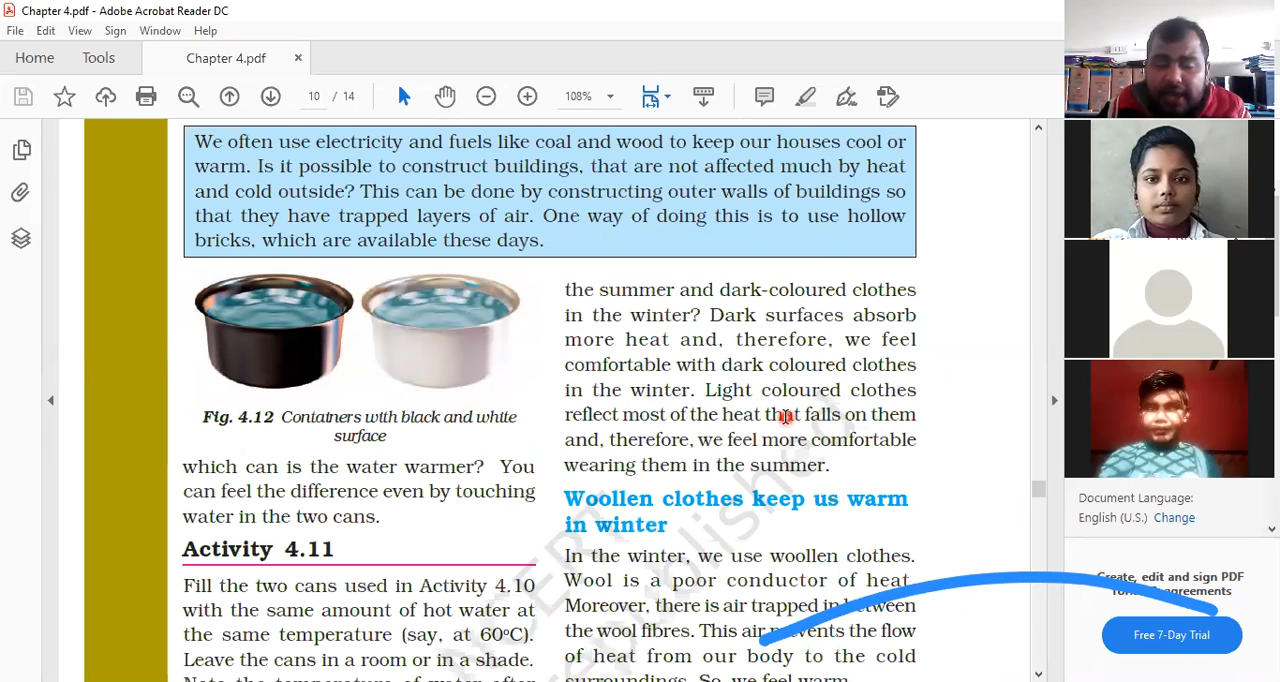 Chapter 4.pdf - Adobe Acrobat Reader DC
File Edit View Sign Window Help
Home Tools Chapter 4.pdf ×
10 / 14 108%
We often use electricity and fuels like coal and wood to keep our houses cool or
warm. Is it possible to construct buildings, that are not affected much by heat
and cold outside? This can be done by constructing outer walls of buildings so
that they have trapped layers of air. One way of doing this is to use hollow
bricks, which are available these days.
Fig. 4.12 Containers with black and white
surface
which can is the water warmer? You
can feel the difference even by touching
water in the two cans.
Activity 4.11
Fill the two cans used in Activity 4.10
with the same amount of hot water at
the same temperature (say, at 60°C).
Leave the cans in a room or in a shade.
Note the temperature of water after
the summer and dark-coloured clothes
in the winter? Dark surfaces absorb
more heat and, therefore, we feel
comfortable with dark coloured clothes
in the winter. Light coloured clothes
reflect most of the heat that falls on them
and, therefore, we feel more comfortable
wearing them in the summer.
Woollen clothes keep us warm
in winter
In the winter, we use woollen clothes.
Wool is a poor conductor of heat.
Moreover, there is air trapped in between
the wool fibres. This air prevents the flow
of heat from our body to the cold
surroundings. So, we feel warm.
Document Language:
English (U.S.) Change
Create, edit and sign PDF
agreements
Free 7-Day Trial